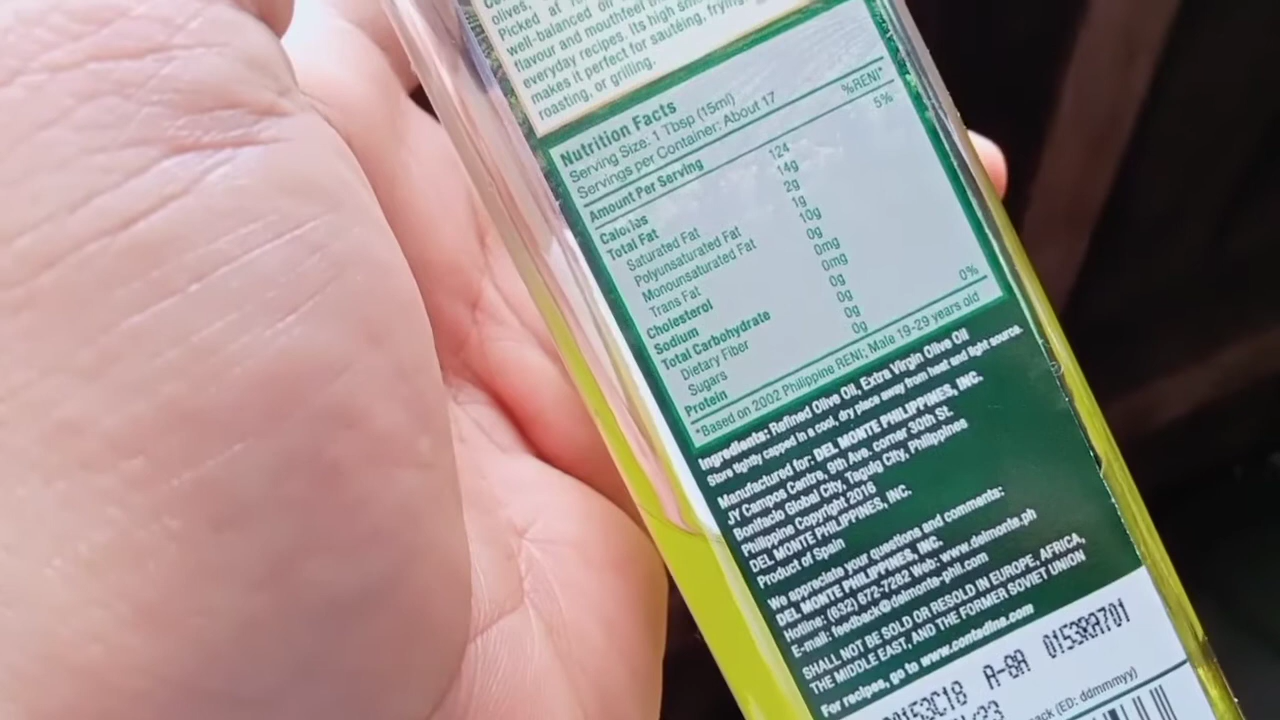 olives,
Picked at
well-balanced
flavour and mouthfeel
everyday recipes. Its high
makes it perfect for sautéing, frying,
roasting, or grilling.
Nutrition Facts
Serving Size: 1 Tbsp (15ml)
Servings per Container: About 17
Amount Per Serving %RENI*
Calories 124 5%
Total Fat 14g
Saturated Fat 2g
Polyunsaturated Fat 1g
Monounsaturated Fat 10g
Trans Fat 0g
Cholesterol 0mg
Sodium 0mg
Total Carbohydrate 0g
Dietary Fiber 0g
Sugars 0g
Protein 0g 0%
*Based on 2002 Philippine RENI; Male 19-29 years old
Ingredients: Refined Olive Oil, Extra Virgin Olive Oil
Store tightly capped in a cool, dry place away from heat and light source.
Manufactured for: DEL MONTE PHILIPPINES, INC.
JY Campos Centre, 9th Ave. corner 30th St.
Bonifacio Global City, Taguig City, Philippines
Philippine Copyright 2016
DEL MONTE PHILIPPINES, INC.
Product of Spain
We appreciate your questions and comments:
DEL MONTE PHILIPPINES, INC.
Hotline: (632) 672-7282 Web: www.delmonte.ph
E-mail: feedback@delmonte-phil.com
SHALL NOT BE SOLD OR RESOLD IN EUROPE, AFRICA,
THE MIDDLE EAST, AND THE FORMER SOVIET UNION
For recipes, go to www.contadina.com
A-8A 0153RA701
(ED: ddmmmyy)